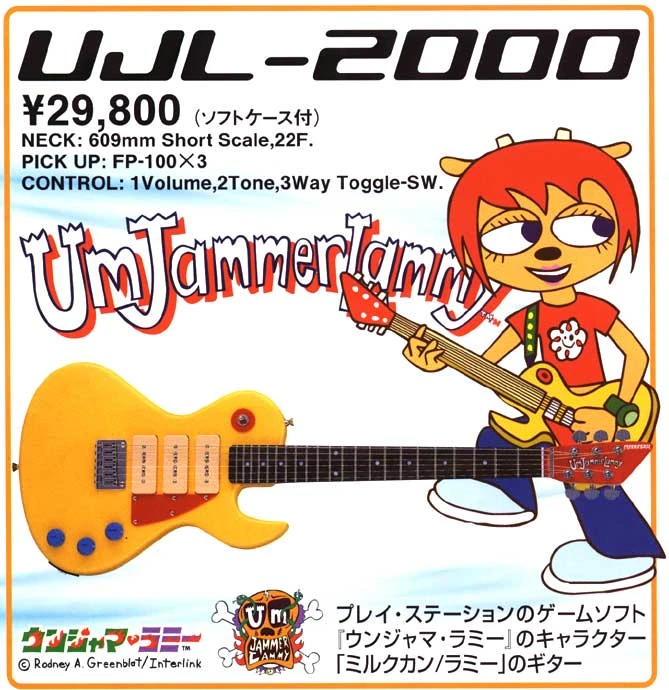 UJL-2000
¥29,800 (ソフトケース付)
NECK: 609mm Short Scale,22F.
PICK UP: FP-100×3
CONTROL: 1Volume,2Tone,3Way Toggle-SW.
UmJammerLammy™
UmJammerLammy
ウンジャマ・ラミー™
© Rodney A. Greenblat/Interlink
Um
JAMMER
LAMMY
プレイ・ステーションのゲームソフト
『ウンジャマ・ラミー』のキャラクター
「ミルクカン/ラミー」のギター